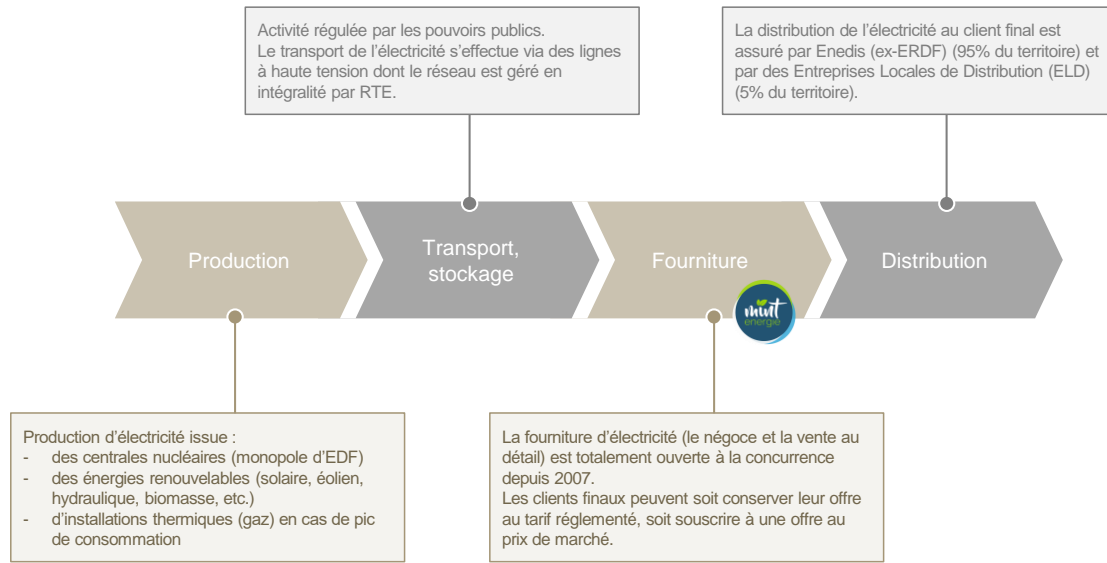 Activité régulée par les pouvoirs publics.
Le transport de l'électricité s'effectue via des lignes
à haute tension dont le réseau est géré en
intégralité par RTE.
La distribution de l'électricité au client final est
assuré par Enedis (ex-ERDF) (95% du territoire) et
par des Entreprises Locales de Distribution (ELD)
(5% du territoire).
Production
Transport,
stockage
Fourniture
Distribution
mint
énergie
Production d'électricité issue :
- des centrales nucléaires (monopole d'EDF)
- des énergies renouvelables (solaire, éolien,
hydraulique, biomasse, etc.)
- d'installations thermiques (gaz) en cas de pic
de consommation
La fourniture d'électricité (le négoce et la vente au
détail) est totalement ouverte à la concurrence
depuis 2007.
Les clients finaux peuvent soit conserver leur offre
au tarif réglementé, soit souscrire à une offre au
prix de marché.